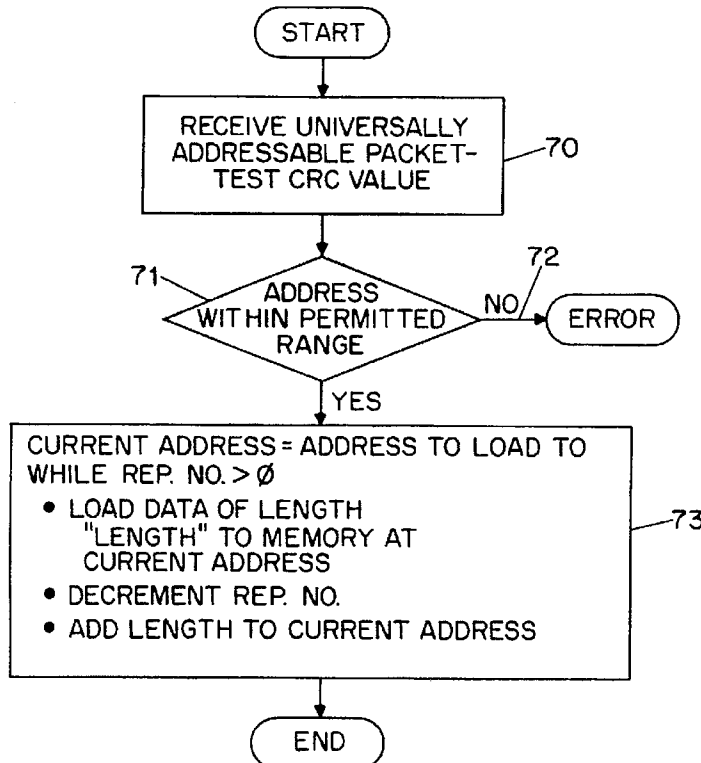 START
RECEIVE UNIVERSALLY
ADDRESSABLE PACKET-
TEST CRC VALUE
70
71
ADDRESS
WITHIN PERMITTED
RANGE
NO
72
ERROR
YES
CURRENT ADDRESS = ADDRESS TO LOAD TO
WHILE REP. NO. > Ø
• LOAD DATA OF LENGTH
"LENGTH" TO MEMORY AT
CURRENT ADDRESS
• DECREMENT REP. NO.
• ADD LENGTH TO CURRENT ADDRESS
73
END